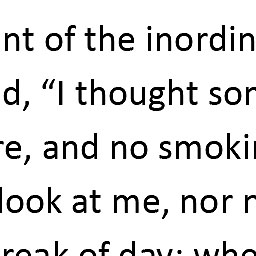 nt of the inordin
d, “I thought sor
re, and no smokin
look at me, nor n
reak of day; whe